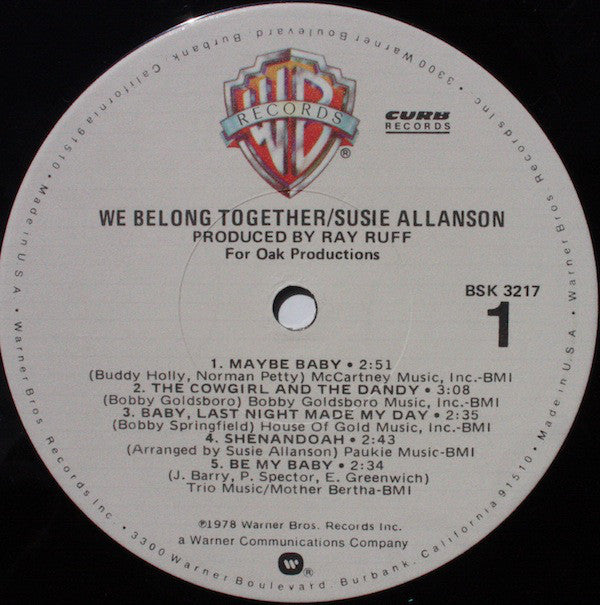 3300 Warner Boulevard, Burbank, California 91510 • Made in U.S.A. • Warner Bros Records Inc. • 3300 Warner Boulevard, Burbank, California 91510 • Made in U.S.A. • Warner Bros Records Inc. •
WB
RECORDS
®
CURB
RECORDS
WE BELONG TOGETHER/SUSIE ALLANSON
PRODUCED BY RAY RUFF
For Oak Productions
BSK 3217
1
1. MAYBE BABY • 2:51
(Buddy Holly, Norman Petty) McCartney Music, Inc.-BMI
2. THE COWGIRL AND THE DANDY • 3:08
(Bobby Goldsboro) Bobby Goldsboro Music, Inc.-BMI
3. BABY, LAST NIGHT MADE MY DAY • 2:35
(Bobby Springfield) House Of Gold Music, Inc.-BMI
4. SHENANDOAH • 2:43
(Arranged by Susie Allanson) Paukie Music-BMI
5. BE MY BABY • 2:34
(J. Barry, P. Spector, E. Greenwich)
Trio Music/Mother Bertha-BMI
℗1978 Warner Bros. Records Inc.
a Warner Communications Company
®